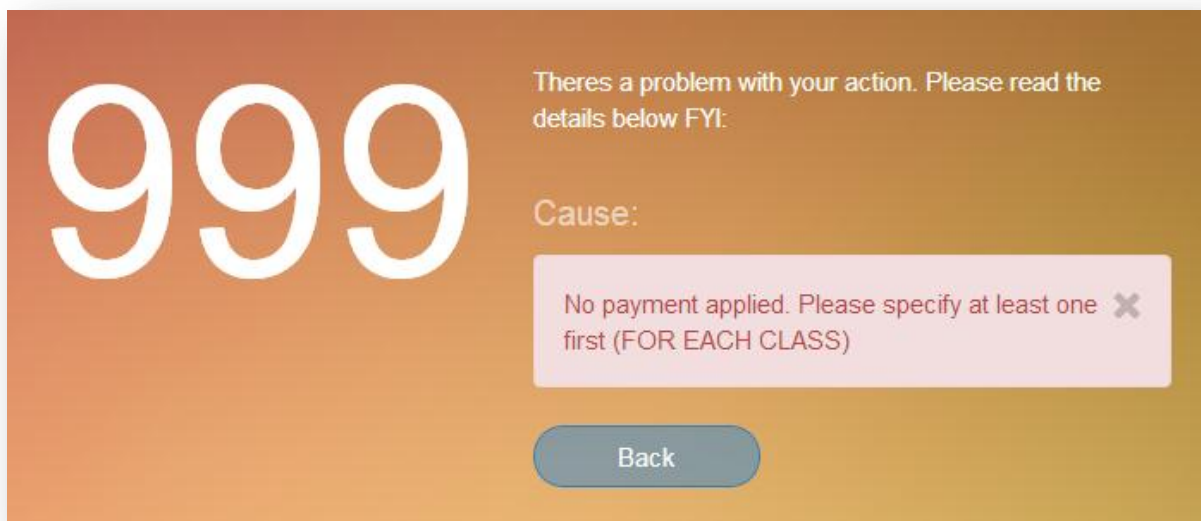 999
Theres a problem with your action. Please read the
details below FYI:
Cause:
No payment applied. Please specify at least one
first (FOR EACH CLASS)
Back